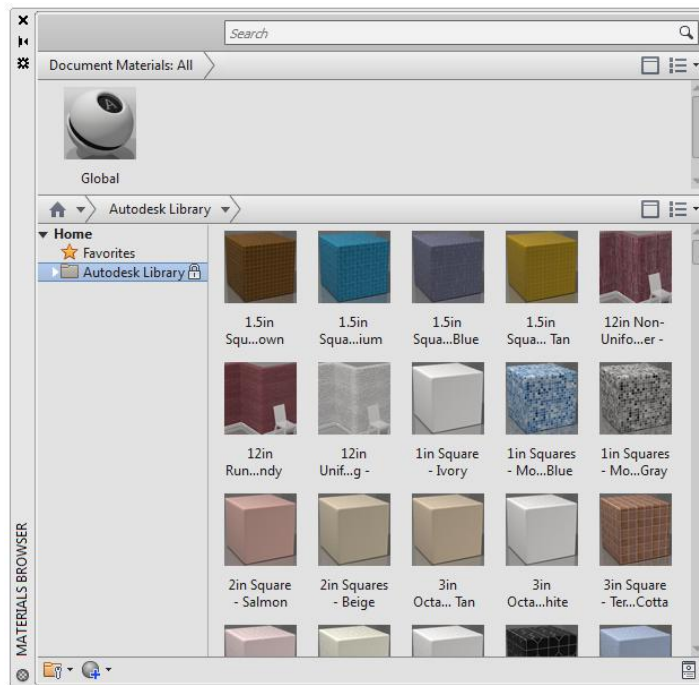 Search
Document Materials: All
A
Global
Autodesk Library
Home
Favorites
Autodesk Library
1.5in
Squ...own
1.5in
Squa...ium
1.5in
Squa...Blue
1.5in
Squa... Tan
12in Non-
Unifo...er -
12in
Run...ndy
12in
Unif...g -
1in Square
- Ivory
1in Squares
- Mo...Blue
1in Squares
- Mo...Gray
2in Square
- Salmon
2in Squares
- Beige
3in
Octa... Tan
3in
Octa...hite
3in Square
- Ter...Cotta
MATERIALS BROWSER